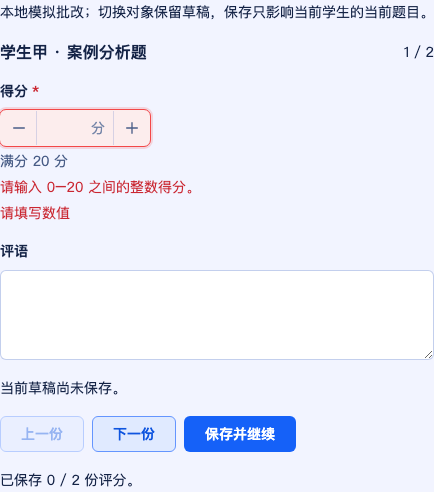 本地模拟批改；切换对象保留草稿，保存只影响当前学生的当前题目。
学生甲 · 案例分析题 1 / 2
得分 *
− 分 +
满分 20 分
请输入 0—20 之间的整数得分。
请填写数值
评语
当前草稿尚未保存。
上一份 下一份 保存并继续
已保存 0 / 2 份评分。